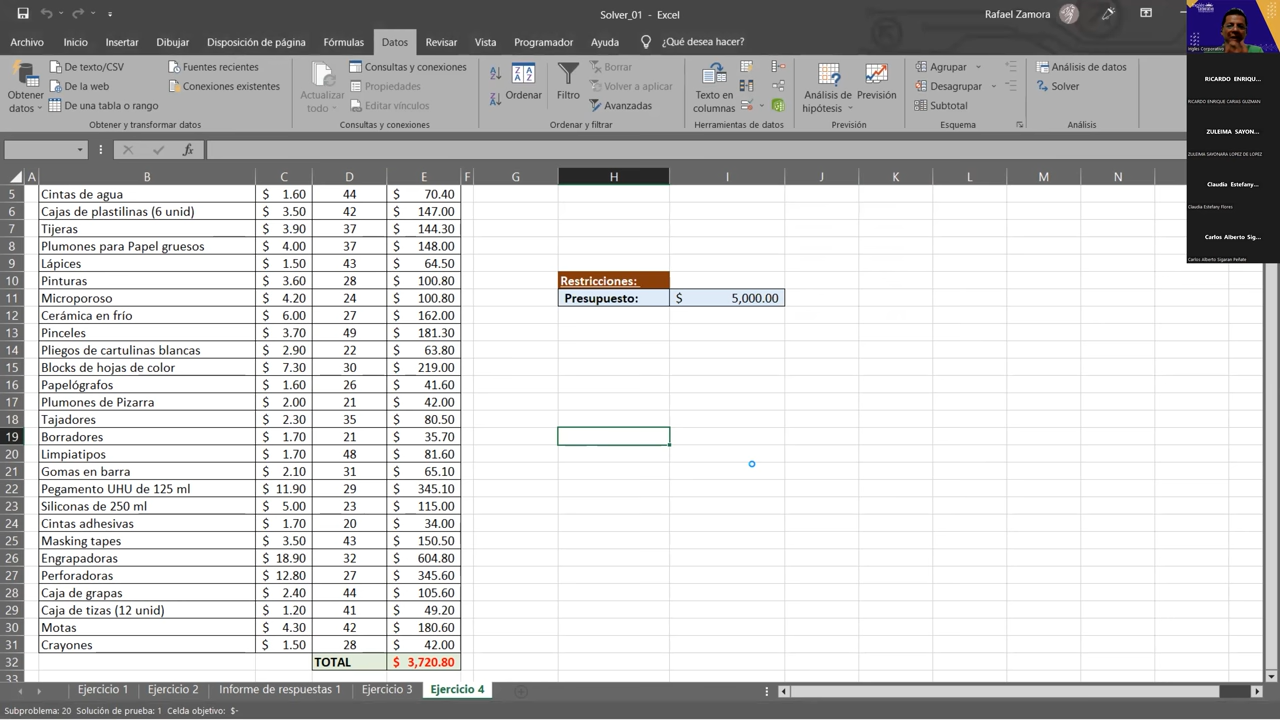 Solver_01 - Excel
Rafael Zamora
Archivo Inicio Insertar Dibujar Disposición de página Fórmulas Datos Revisar Vista Programador Ayuda ¿Qué desea hacer?
Obtener datos
De texto/CSV
De la web
De una tabla o rango
Fuentes recientes
Conexiones existentes
Obtener y transformar datos
Actualizar todo
Consultas y conexiones
Propiedades
Editar vínculos
Consultas y conexiones
Ordenar
Filtro
Borrar
Volver a aplicar
Avanzadas
Ordenar y filtrar
Texto en columnas
Herramientas de datos
Análisis de hipótesis
Previsión
Previsión
Agrupar
Desagrupar
Subtotal
Esquema
Análisis de datos
Solver
Análisis
Ingles Corporativo
RICARDO ENRIQU...
RICARDO ENRIQUE CARIAS GUZMAN
ZULEIMA SAYON...
ZULEIMA SAYONARA LOPEZ DE LOPEZ
Claudia Estefany...
Claudia Estefany Flores
Carlos Alberto Sig...
Carlos Alberto Sigaran Peñate
fx
A B C D E F G H I J K L M N
5 Cintas de agua $ 1.60 44 $ 70.40
6 Cajas de plastilinas (6 unid) $ 3.50 42 $ 147.00
7 Tijeras $ 3.90 37 $ 144.30
8 Plumones para Papel gruesos $ 4.00 37 $ 148.00
9 Lápices $ 1.50 43 $ 64.50
10 Pinturas $ 3.60 28 $ 100.80 Restricciones:
11 Microporoso $ 4.20 24 $ 100.80 Presupuesto: $ 5,000.00
12 Cerámica en frío $ 6.00 27 $ 162.00
13 Pinceles $ 3.70 49 $ 181.30
14 Pliegos de cartulinas blancas $ 2.90 22 $ 63.80
15 Blocks de hojas de color $ 7.30 30 $ 219.00
16 Papelógrafos $ 1.60 26 $ 41.60
17 Plumones de Pizarra $ 2.00 21 $ 42.00
18 Tajadores $ 2.30 35 $ 80.50
19 Borradores $ 1.70 21 $ 35.70
20 Limpiatipos $ 1.70 48 $ 81.60
21 Gomas en barra $ 2.10 31 $ 65.10
22 Pegamento UHU de 125 ml $ 11.90 29 $ 345.10
23 Siliconas de 250 ml $ 5.00 23 $ 115.00
24 Cintas adhesivas $ 1.70 20 $ 34.00
25 Masking tapes $ 3.50 43 $ 150.50
26 Engrapadoras $ 18.90 32 $ 604.80
27 Perforadoras $ 12.80 27 $ 345.60
28 Caja de grapas $ 2.40 44 $ 105.60
29 Caja de tizas (12 unid) $ 1.20 41 $ 49.20
30 Motas $ 4.30 42 $ 180.60
31 Crayones $ 1.50 28 $ 42.00
32 TOTAL $ 3,720.80
33
Ejercicio 1 Ejercicio 2 Informe de respuestas 1 Ejercicio 3 Ejercicio 4
Subproblema: 20 Solución de prueba: 1 Celda objetivo: $-